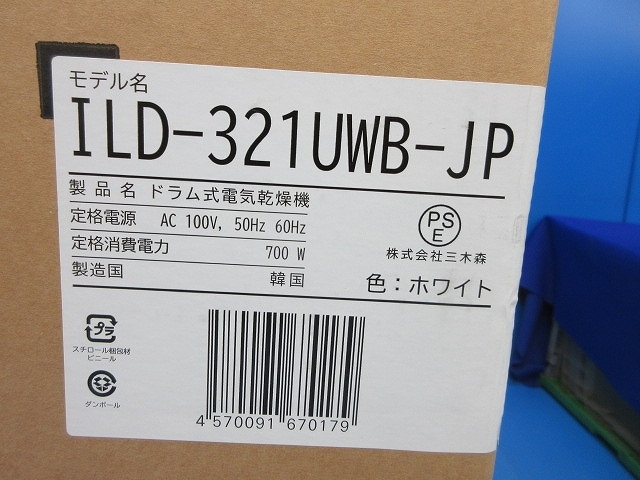 モデル名
ILD-321UWB-JP
製品名 ドラム式電気乾燥機
定格電源 AC 100V, 50Hz 60Hz
定格消費電力 700 W
製造国 韓国
PS
E
株式会社三木森
色：ホワイト
プラ
スチロール梱包材
ビニール
ダンボール
4 570091 670179